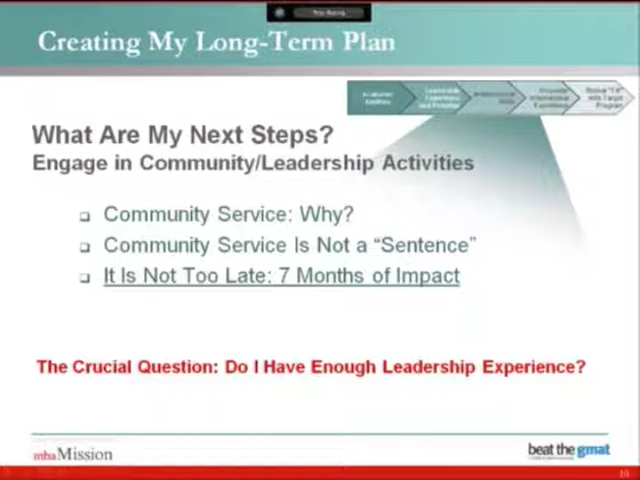 Creating My Long-Term Plan
What Are My Next Steps?
Engage in Community/Leadership Activities
Community Service: Why?
Community Service Is Not a “Sentence”
It Is Not Too Late: 7 Months of Impact
The Crucial Question: Do I Have Enough Leadership Experience?
mbaMission
beat the gmat